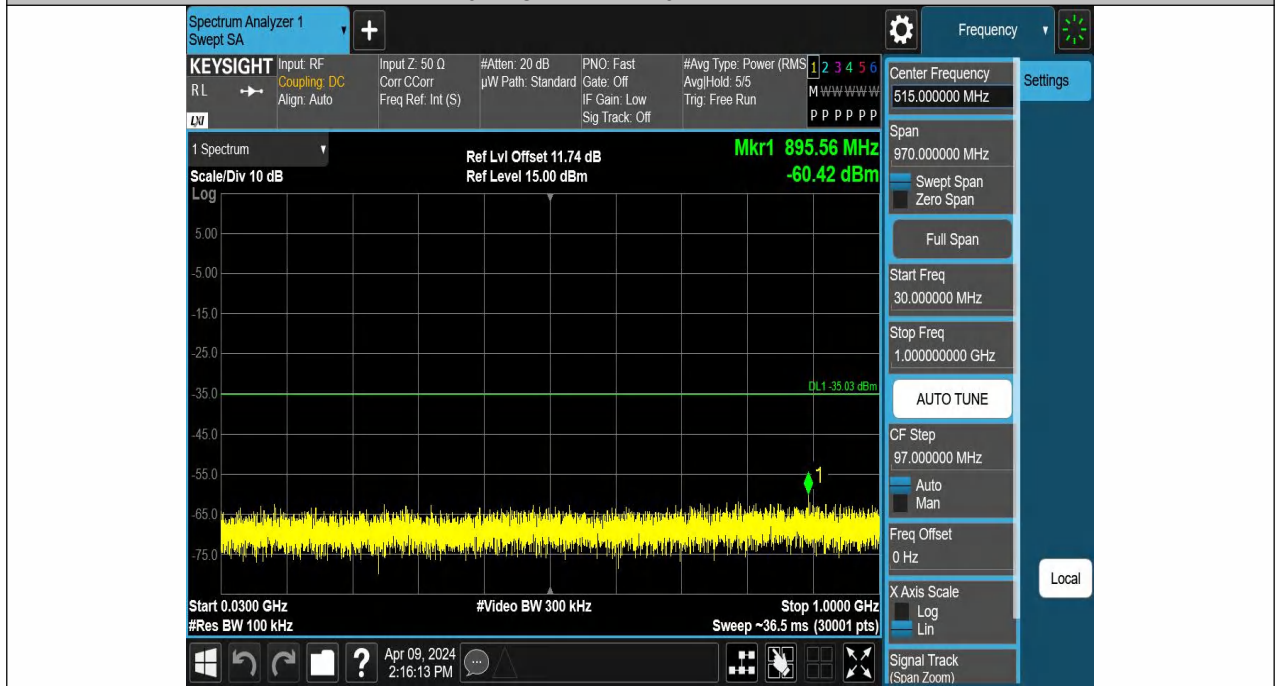 Spectrum Analyzer 1
Swept SA
+
Frequency
KEYSIGHT
RL
LXI
Input: RF
Coupling: DC
Align: Auto
Input Z: 50 Ω
Corr CCorr
Freq Ref: Int (S)
#Atten: 20 dB
µW Path: Standard
PNO: Fast
Gate: Off
IF Gain: Low
Sig Track: Off
#Avg Type: Power (RMS
Avg|Hold: 5/5
Trig: Free Run
1 2 3 4 5 6
M W W W W W
P P P P P P
Center Frequency
515.000000 MHz
Settings
Span
970.000000 MHz
Swept Span
Zero Span
Full Span
Start Freq
30.000000 MHz
Stop Freq
1.000000000 GHz
AUTO TUNE
CF Step
97.000000 MHz
Auto
Man
Freq Offset
0 Hz
X Axis Scale
Log
Lin
Signal Track
(Span Zoom)
Local
1 Spectrum
Scale/Div 10 dB
Log
Ref Lvl Offset 11.74 dB
Ref Level 15.00 dBm
Mkr1 895.56 MHz
-60.42 dBm
5.00
-5.00
-15.0
-25.0
-35.0
DL1 -35.03 dBm
-45.0
-55.0
1
-65.0
-75.0
Start 0.0300 GHz
#Res BW 100 kHz
#Video BW 300 kHz
Stop 1.0000 GHz
Sweep ~36.5 ms (30001 pts)
?
Apr 09, 2024
2:16:13 PM